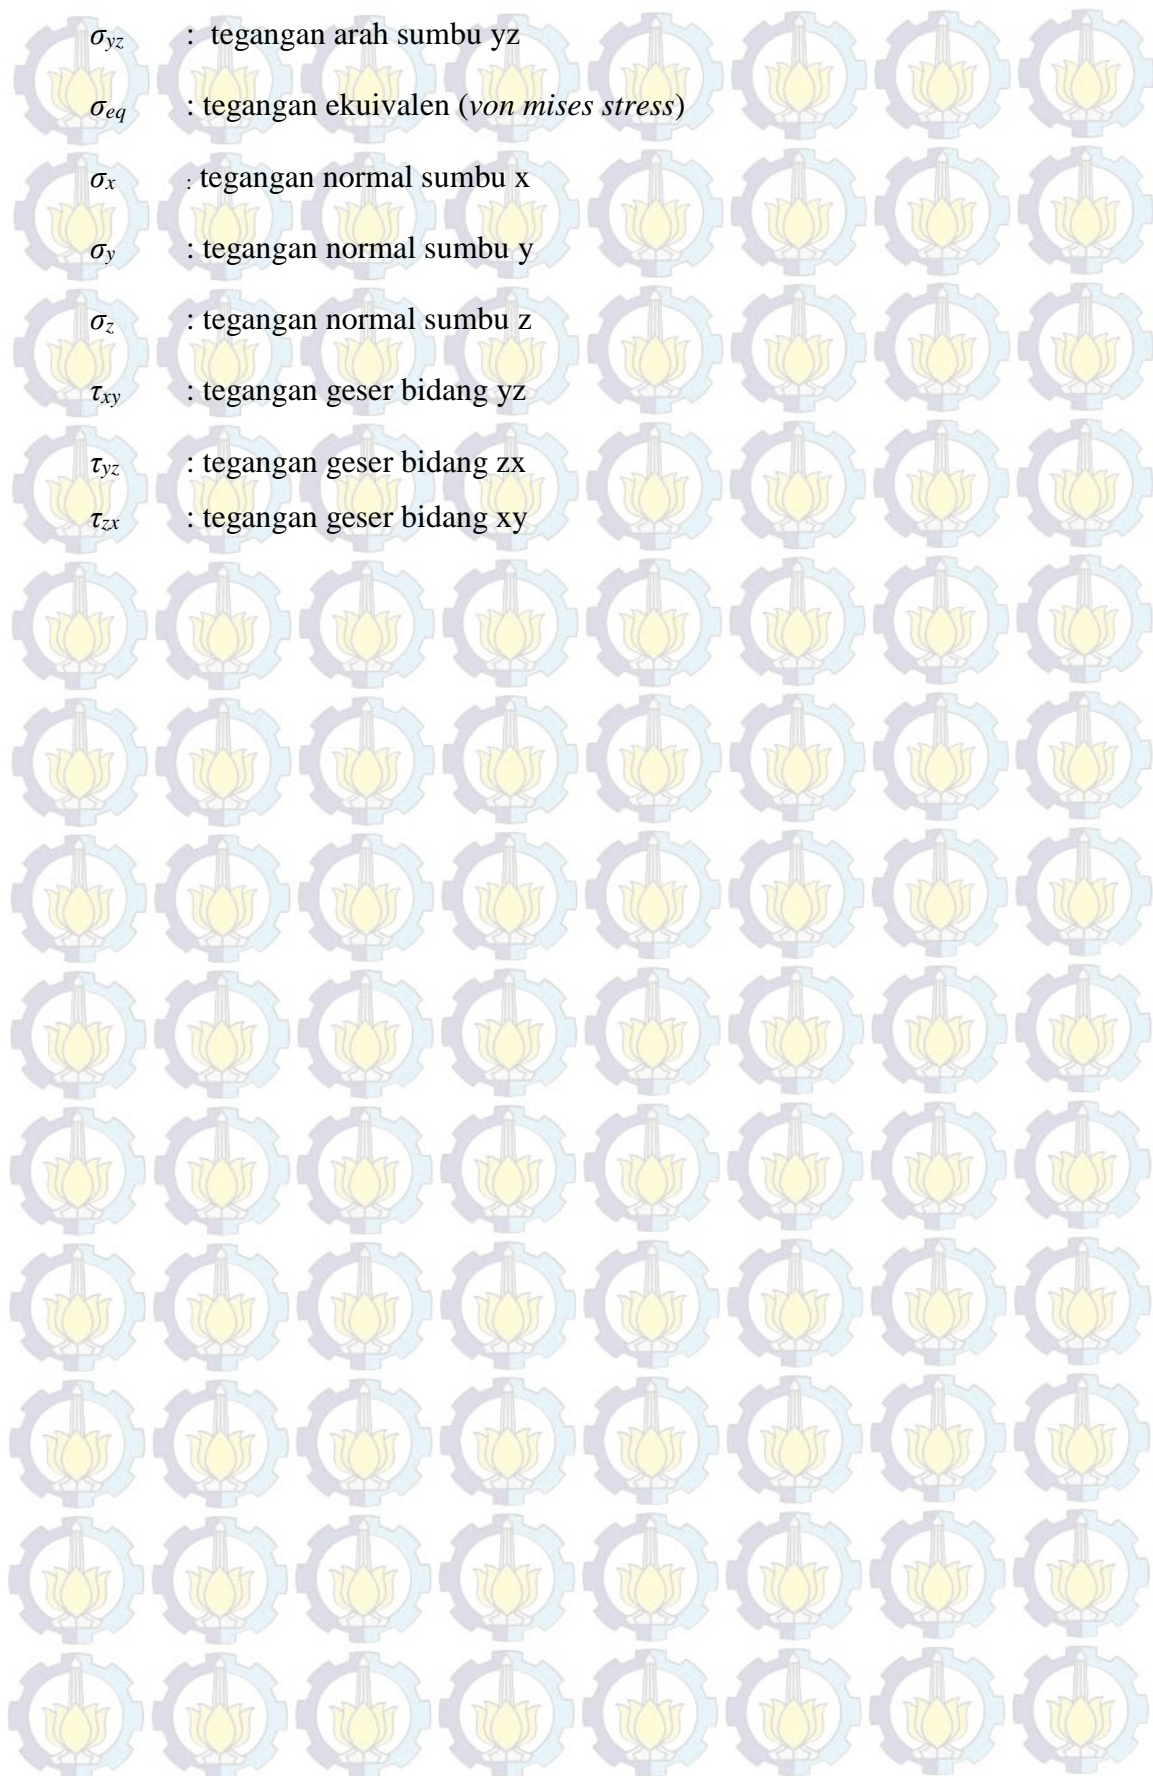 σyz : tegangan arah sumbu yz
σeq : tegangan ekuivalen (von mises stress)
σx : tegangan normal sumbu x
σy : tegangan normal sumbu y
σz : tegangan normal sumbu z
τxy : tegangan geser bidang yz
τyz : tegangan geser bidang zx
τzx : tegangan geser bidang xy